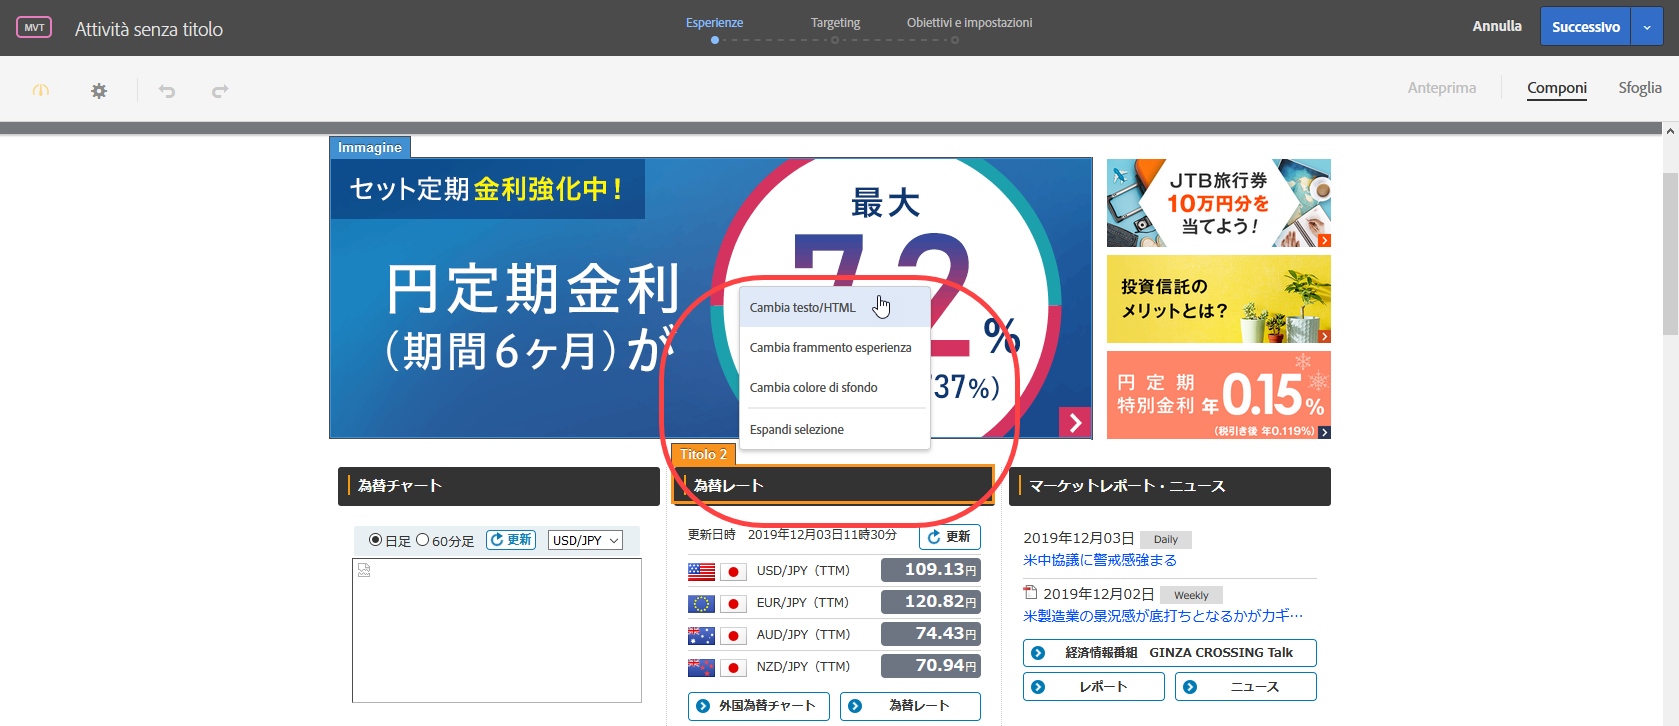 MVT
Attività senza titolo
Esperienze
Targeting
Obiettivi e impostazioni
Annulla
Successivo
Anteprima
Componi
Sfoglia
Immagine
セット定期 金利強化中！
最大
7.2
%
円定期金利
（期間6ヶ月）が
37%）
JTB旅行券
10万円分を
当てよう！
投資信託の
メリットとは？
円定期
特別金利 年0.15%
（税引き後 年0.119%）
Cambia testo/HTML
Cambia frammento esperienza
Cambia colore di sfondo
Espandi selezione
Titolo 2
為替チャート
為替レート
マーケットレポート・ニュース
日足 60分足 更新 USD/JPY
更新日時 2019年12月03日11時30分 更新
USD/JPY（TTM） 109.13円
EUR/JPY（TTM） 120.82円
AUD/JPY（TTM） 74.43円
NZD/JPY（TTM） 70.94円
外国為替チャート
為替レート
2019年12月03日 Daily
米中協議に警戒感強まる
2019年12月02日 Weekly
米製造業の景況感が底打ちとなるかがカギ…
経済情報番組 GINZA CROSSING Talk
レポート
ニュース